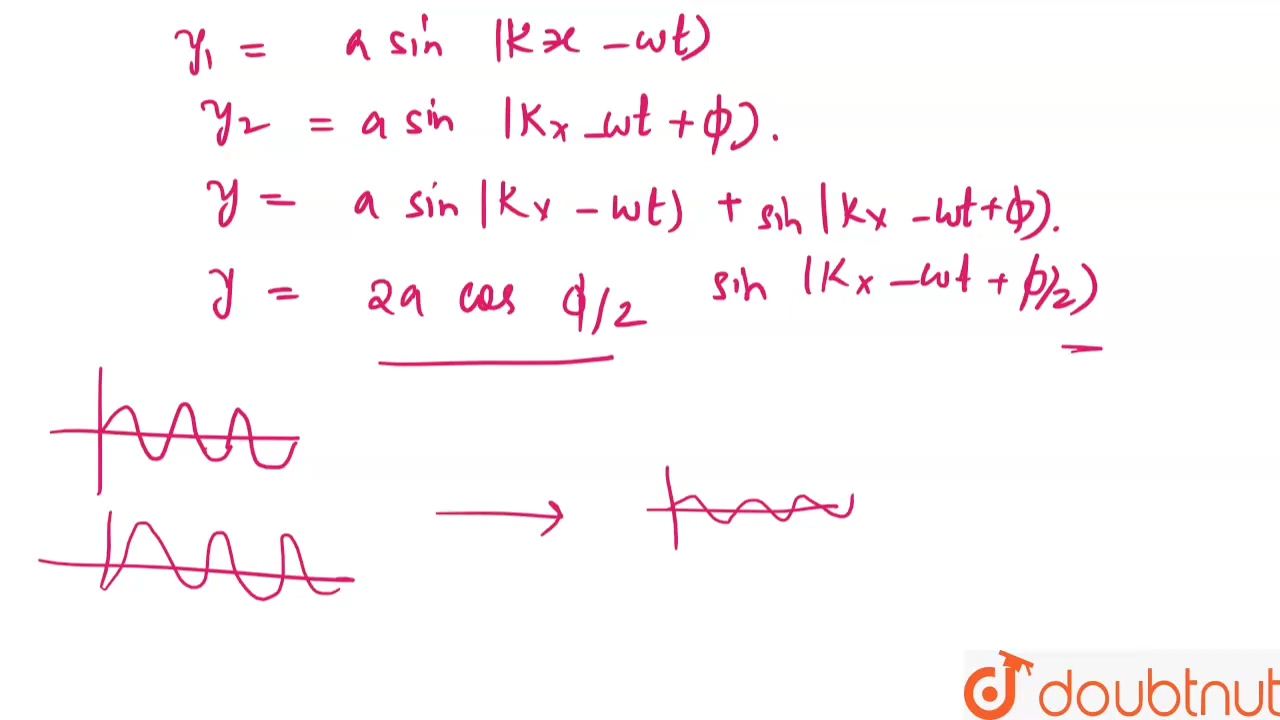 y₁ = a sin (kx - ωt)
y₂ = a sin (kx - ωt + ϕ).
y = a sin (kx - ωt) + sin (kx - ωt + ϕ).
y = 2a cos ϕ/2 sin (kx - ωt + ϕ/2)
doubtnut